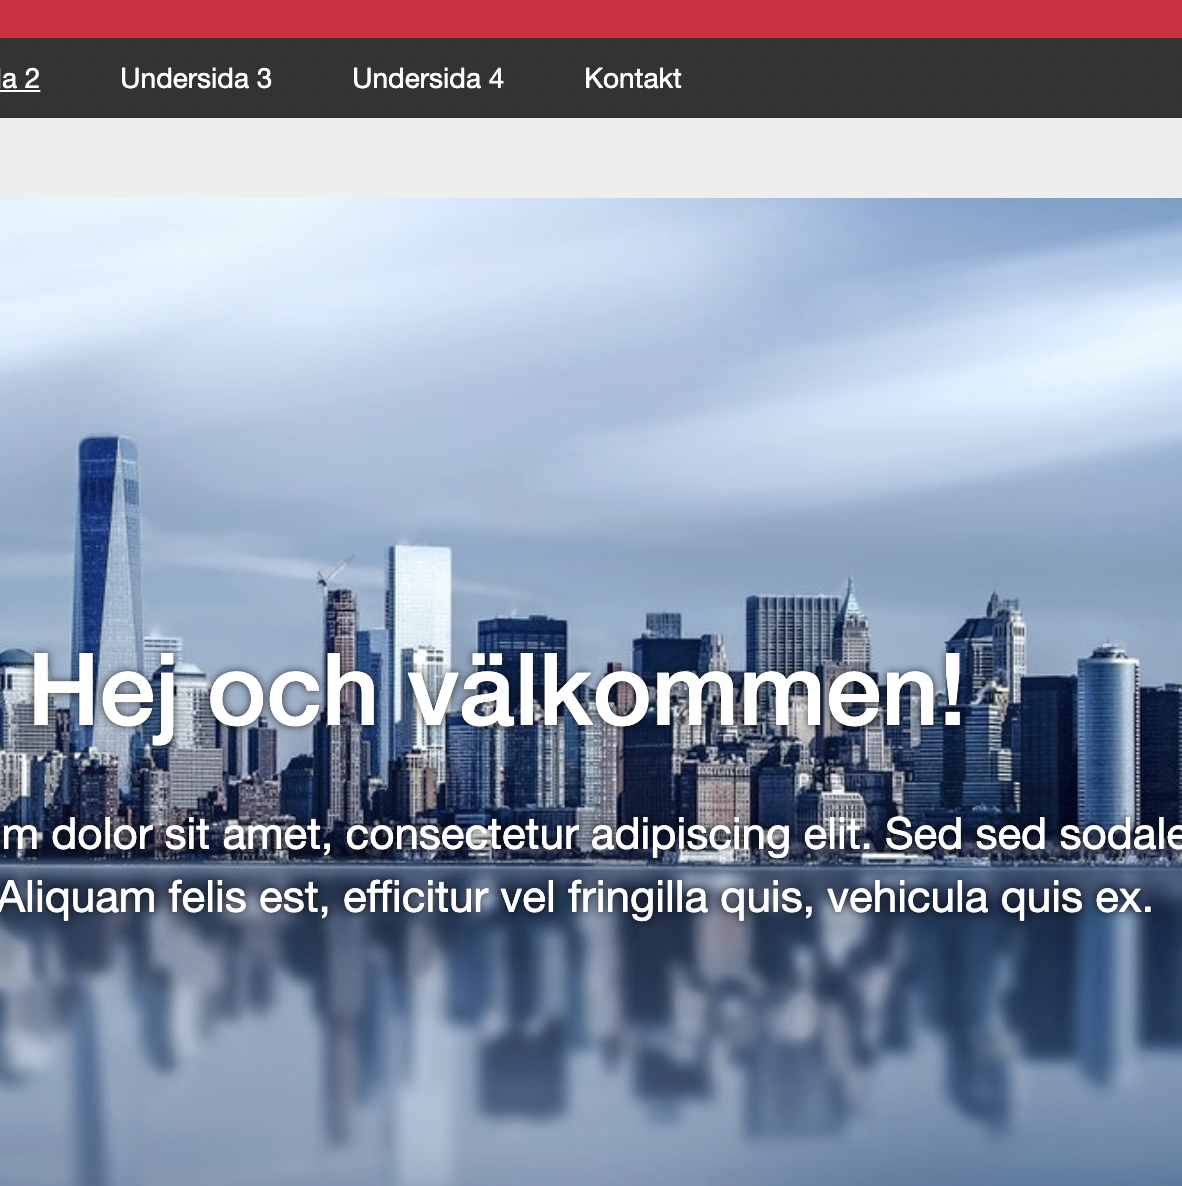 la 2 Undersida 3 Undersida 4 Kontakt
Hej och välkommen!
m dolor sit amet, consectetur adipiscing elit. Sed sed sodale
Aliquam felis est, efficitur vel fringilla quis, vehicula quis ex.